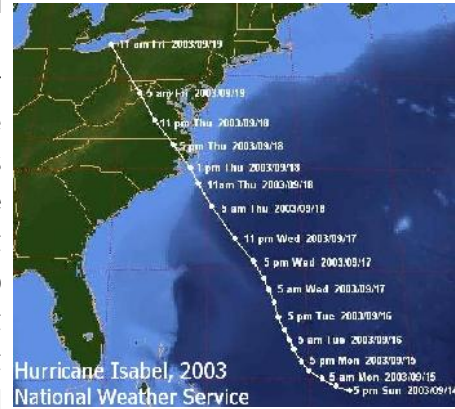 11 am Fri 2003/09/19
5 am Fri 2003/09/19
11 pm Thu 2003/09/18
5 pm Thu 2003/09/18
1 pm Thu 2003/09/18
11am Thu 2003/09/18
5 am Thu 2003/09/18
11 pm Wed 2003/09/17
5 pm Wed 2003/09/17
5 am Wed 2003/09/17
5 pm Tue 2003/09/16
5 am Tue 2003/09/16
5 pm Mon 2003/09/15
5 am Mon 2003/09/15
5 pm Sun 2003/09/14
Hurricane Isabel, 2003
National Weather Service